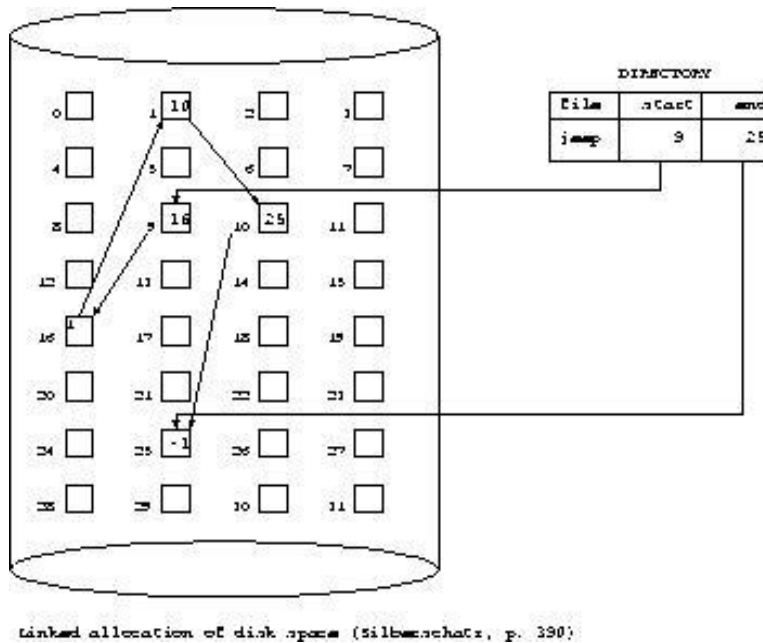 DIRECTORY
file start end
jeep 9 25
0 1 10 2 3
4 5 6 7
8 9 16 10 25 11
12 13 14 15
16 1 17 18 19
20 21 22 23
24 25 -1 26 27
28 29 30 31
Linked allocation of disk space (Silberschatz, p. 390)